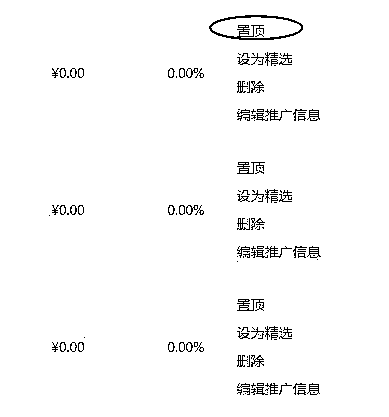 置顶
设为精选
¥0.00 0.00%
删除
编辑推广信息
置顶
设为精选
¥0.00 0.00%
删除
编辑推广信息
置顶
设为精选
¥0.00 0.00%
删除
编辑推广信息